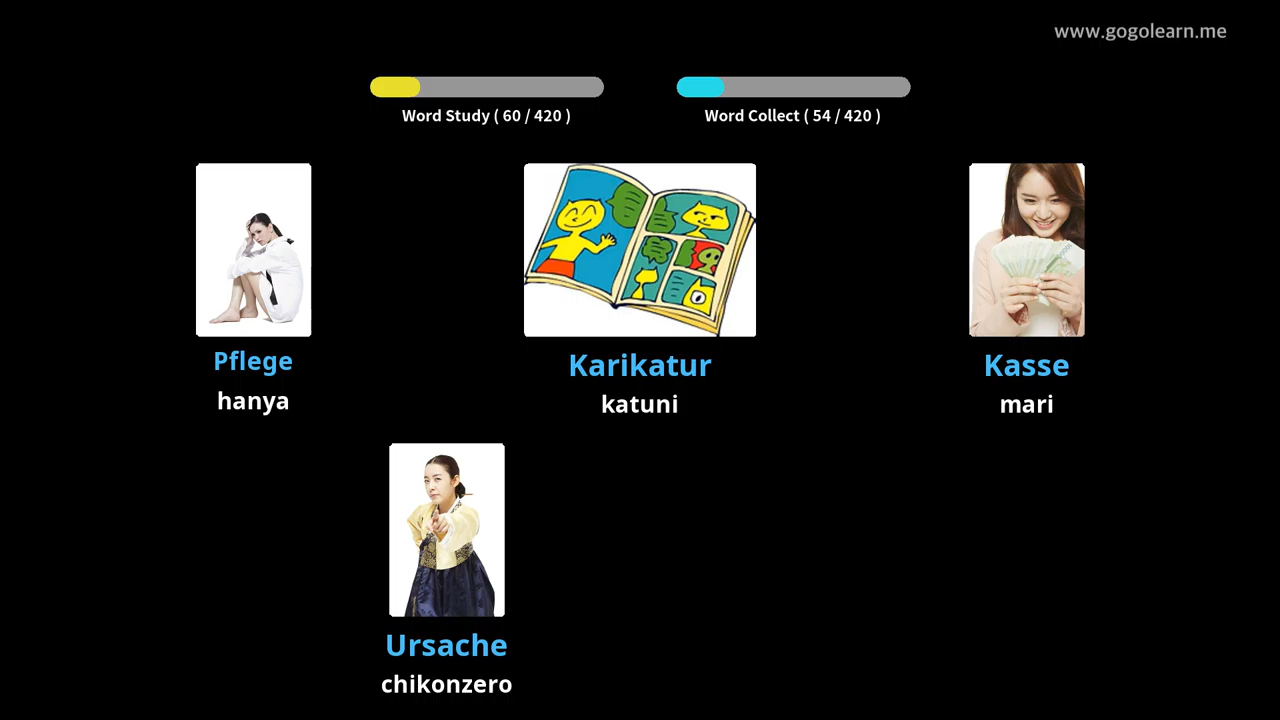 www.gogolearn.me
Word Study ( 60 / 420 )
Word Collect ( 54 / 420 )
Pflege
hanya
Karikatur
katuni
Kasse
mari
Ursache
chikonzero